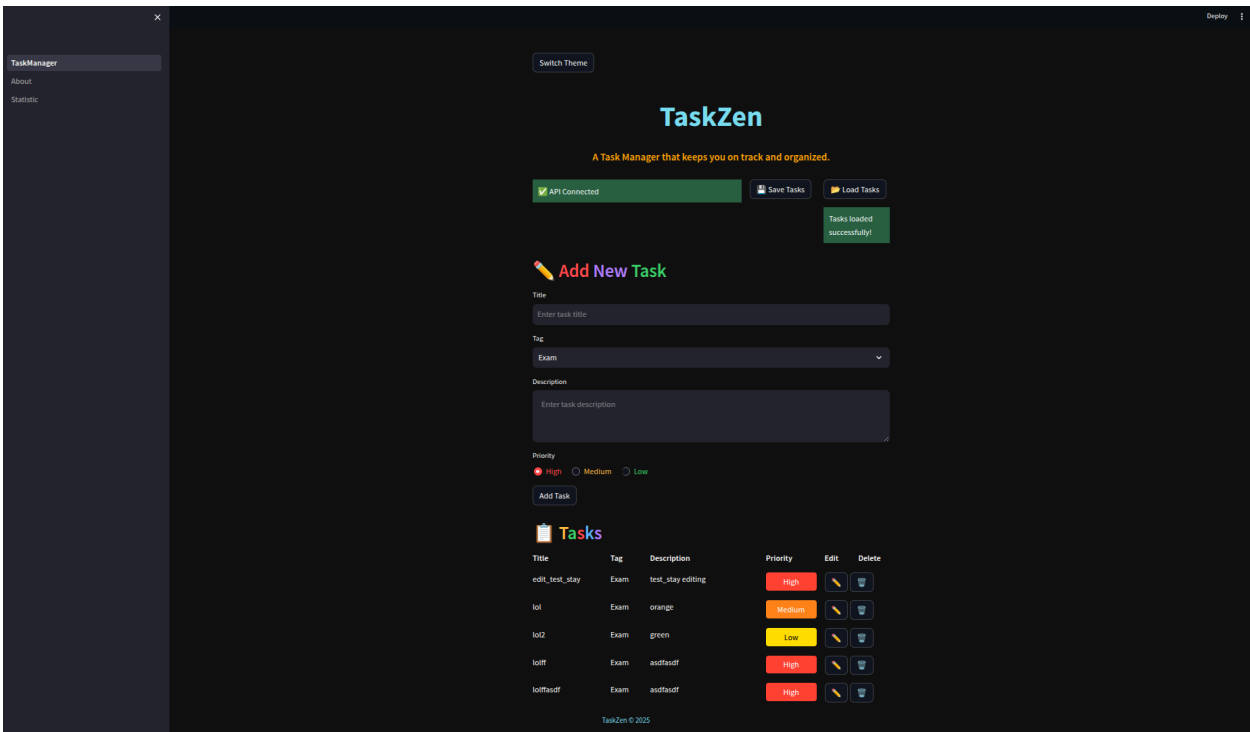 Deploy
TaskManager
About
Statistic
Switch Theme
TaskZen
A Task Manager that keeps you on track and organized.
✅ API Connected
💾 Save Tasks
📂 Load Tasks
Tasks loaded
successfully!
✏️ Add New Task
Title
Enter task title
Tag
Exam
Description
Enter task description
Priority
High Medium Low
Add Task
📋 Tasks
Title Tag Description Priority Edit Delete
edit_test_stay Exam test_stay editing High
lol Exam orange Medium
lol2 Exam green Low
lolff Exam asdfasdf High
lolffasdf Exam asdfasdf High
TaskZen © 2025